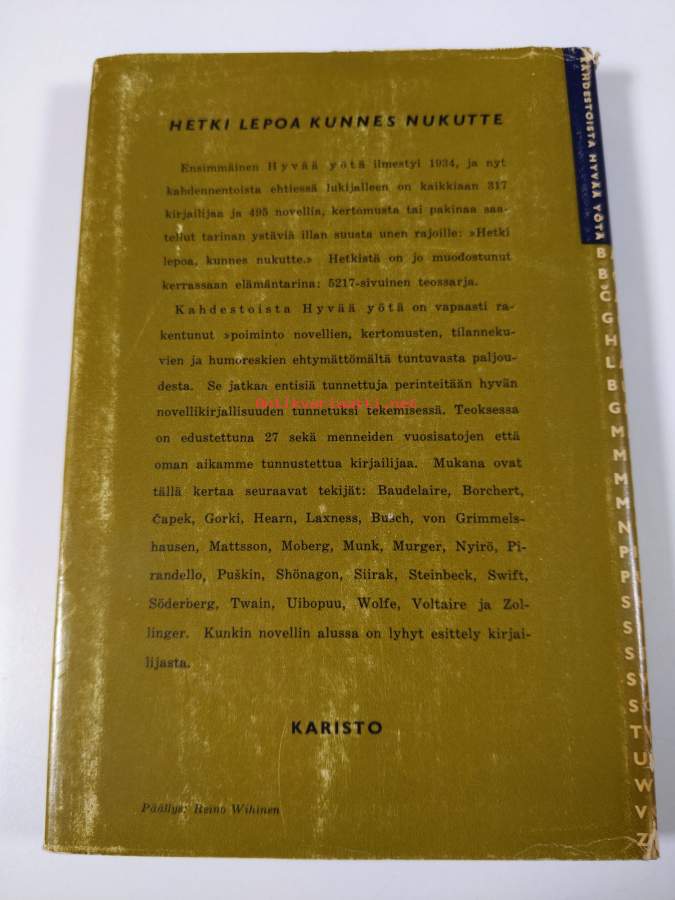 HETKI LEPOA KUNNES NUKUTTE
Ensimmäinen Hyvää yötä ilmestyi 1934, ja nyt
kahdennentoista ehtiessä lukijalleen on kaikkiaan 317
kirjailijaa ja 495 novellia, kertomusta tai pakinaa saa-
tellut tarinan ystäviä illan suusta unen rajoille: »Hetki
lepoa, kunnes nukutte.» Hetkistä on jo muodostunut
kerrassaan elämäntarina: 5217-sivuinen teossarja.
Kahdestoista Hyvää yötä on vapaasti ra-
kentunut »poiminto novellien, kertomusten, tilanneku-
vien ja humoreskien ehtymättömältä tuntuvasta paljou-
desta. Se jatkaa entisiä tunnettuja perinteitään hyvän
novellikirjallisuuden tunnetuksi tekemisessä. Teoksessa
on edustettuna 27 sekä menneiden vuosisatojen että
oman aikamme tunnustettua kirjailijaa. Mukana ovat
tällä kertaa seuraavat tekijät: Baudelaire, Borchert,
Čapek, Gorki, Hearn, Laxness, Busch, von Grimmels-
hausen, Mattsson, Moberg, Munk, Murger, Nyirö, Pi-
randello, Puškin, Shōnagon, Siirak, Steinbeck, Swift,
Söderberg, Twain, Uibopuu, Wolfe, Voltaire ja Zol-
linger. Kunkin novellin alussa on lyhyt esittely kirjai-
lijasta.
KARISTO
Päällys: Reino Wihinen
HYVÄÄ YÖTÄ
B
B
Č
G
H
L
B
G
M
M
M
M
N
P
P
S
S
S
S
S
T
U
W
V
Z